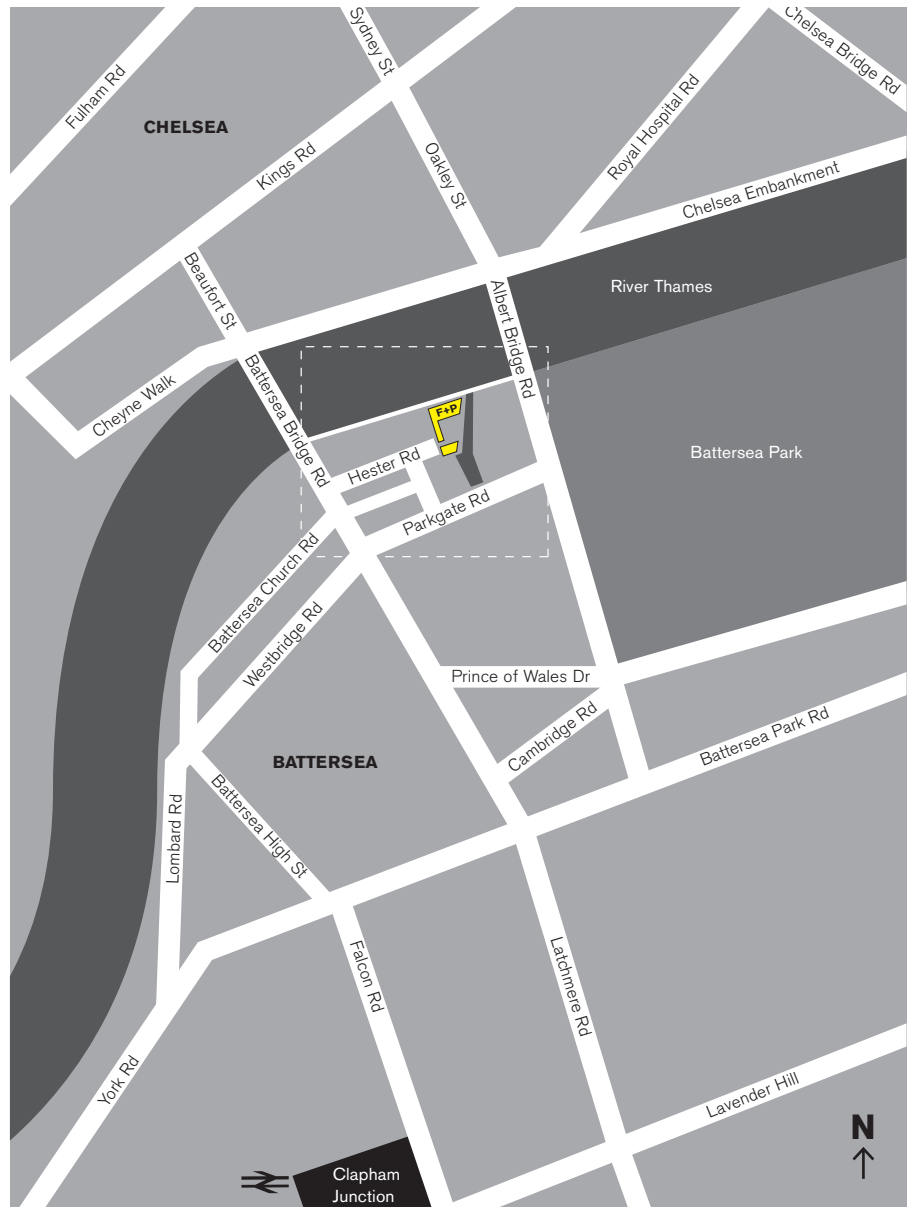 Sydney St
Chelsea Bridge Rd
Fulham Rd
CHELSEA
Kings Rd
Oakley St
Royal Hospital Rd
Chelsea Embankment
Beaufort St
River Thames
Albert Bridge Rd
Cheyne Walk
Battersea Bridge Rd
F+P
Hester Rd
Battersea Park
Parkgate Rd
Battersea Church Rd
Westbridge Rd
Prince of Wales Dr
Cambridge Rd
Battersea Park Rd
BATTERSEA
Lombard Rd
Battersea High St
Falcon Rd
Latchmere Rd
York Rd
Lavender Hill
N
Clapham
Junction